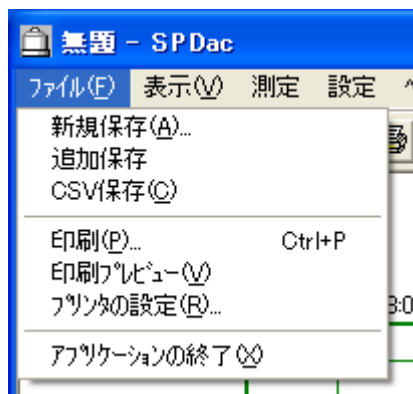 無題 - SPDac
ファイル(F) 表示(V) 測定 設定
新規保存(A)...
追加保存
CSV保存(C)
印刷(P)... Ctrl+P
印刷プレビュー(V)
プリンタの設定(R)...
3:0
アプリケーションの終了(X)